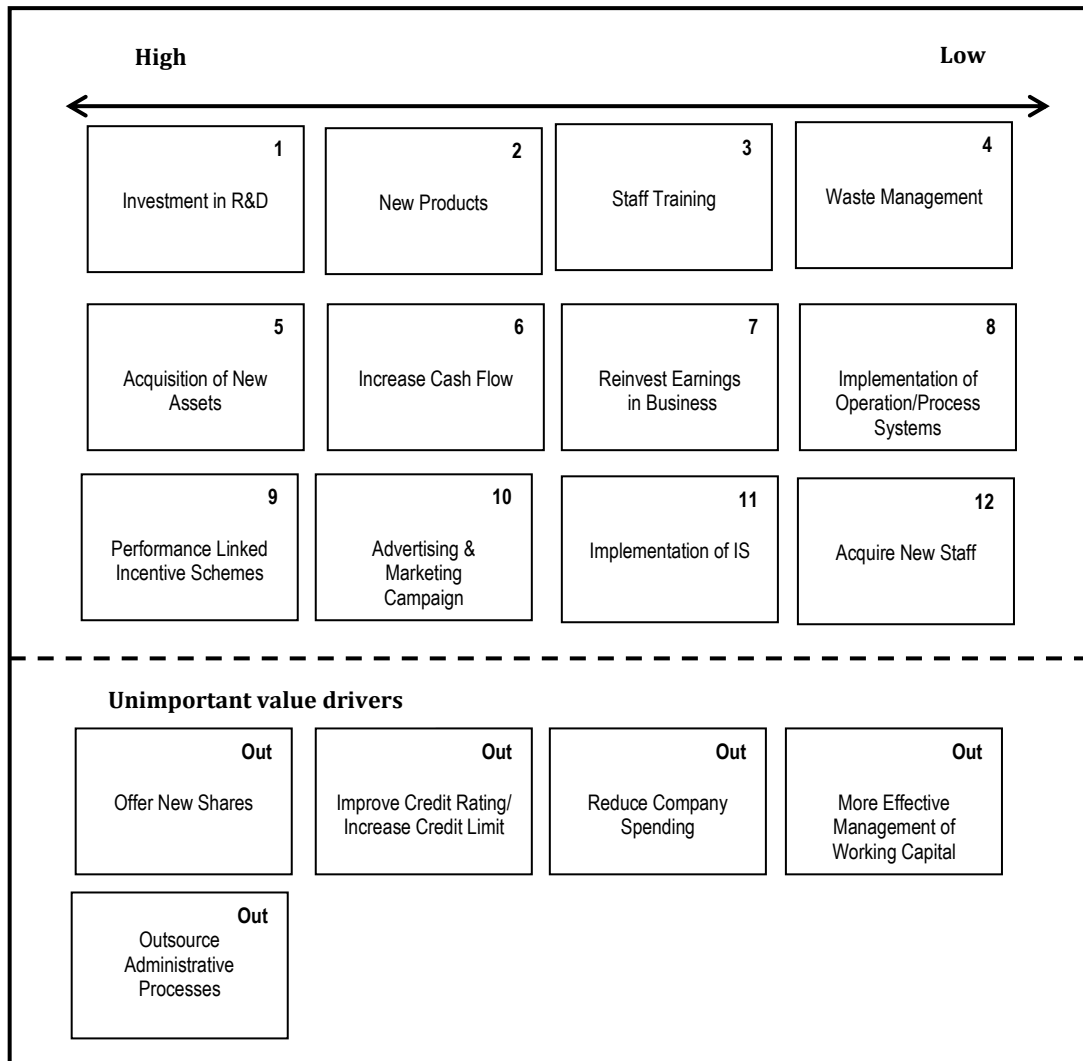 High
Low
1
Investment in R&D
2
New Products
3
Staff Training
4
Waste Management
5
Acquisition of New
Assets
6
Increase Cash Flow
7
Reinvest Earnings
in Business
8
Implementation of
Operation/Process
Systems
9
Performance Linked
Incentive Schemes
10
Advertising &
Marketing
Campaign
11
Implementation of IS
12
Acquire New Staff
Unimportant value drivers
Out
Offer New Shares
Out
Improve Credit Rating/
Increase Credit Limit
Out
Reduce Company
Spending
Out
More Effective
Management of
Working Capital
Out
Outsource
Administrative
Processes